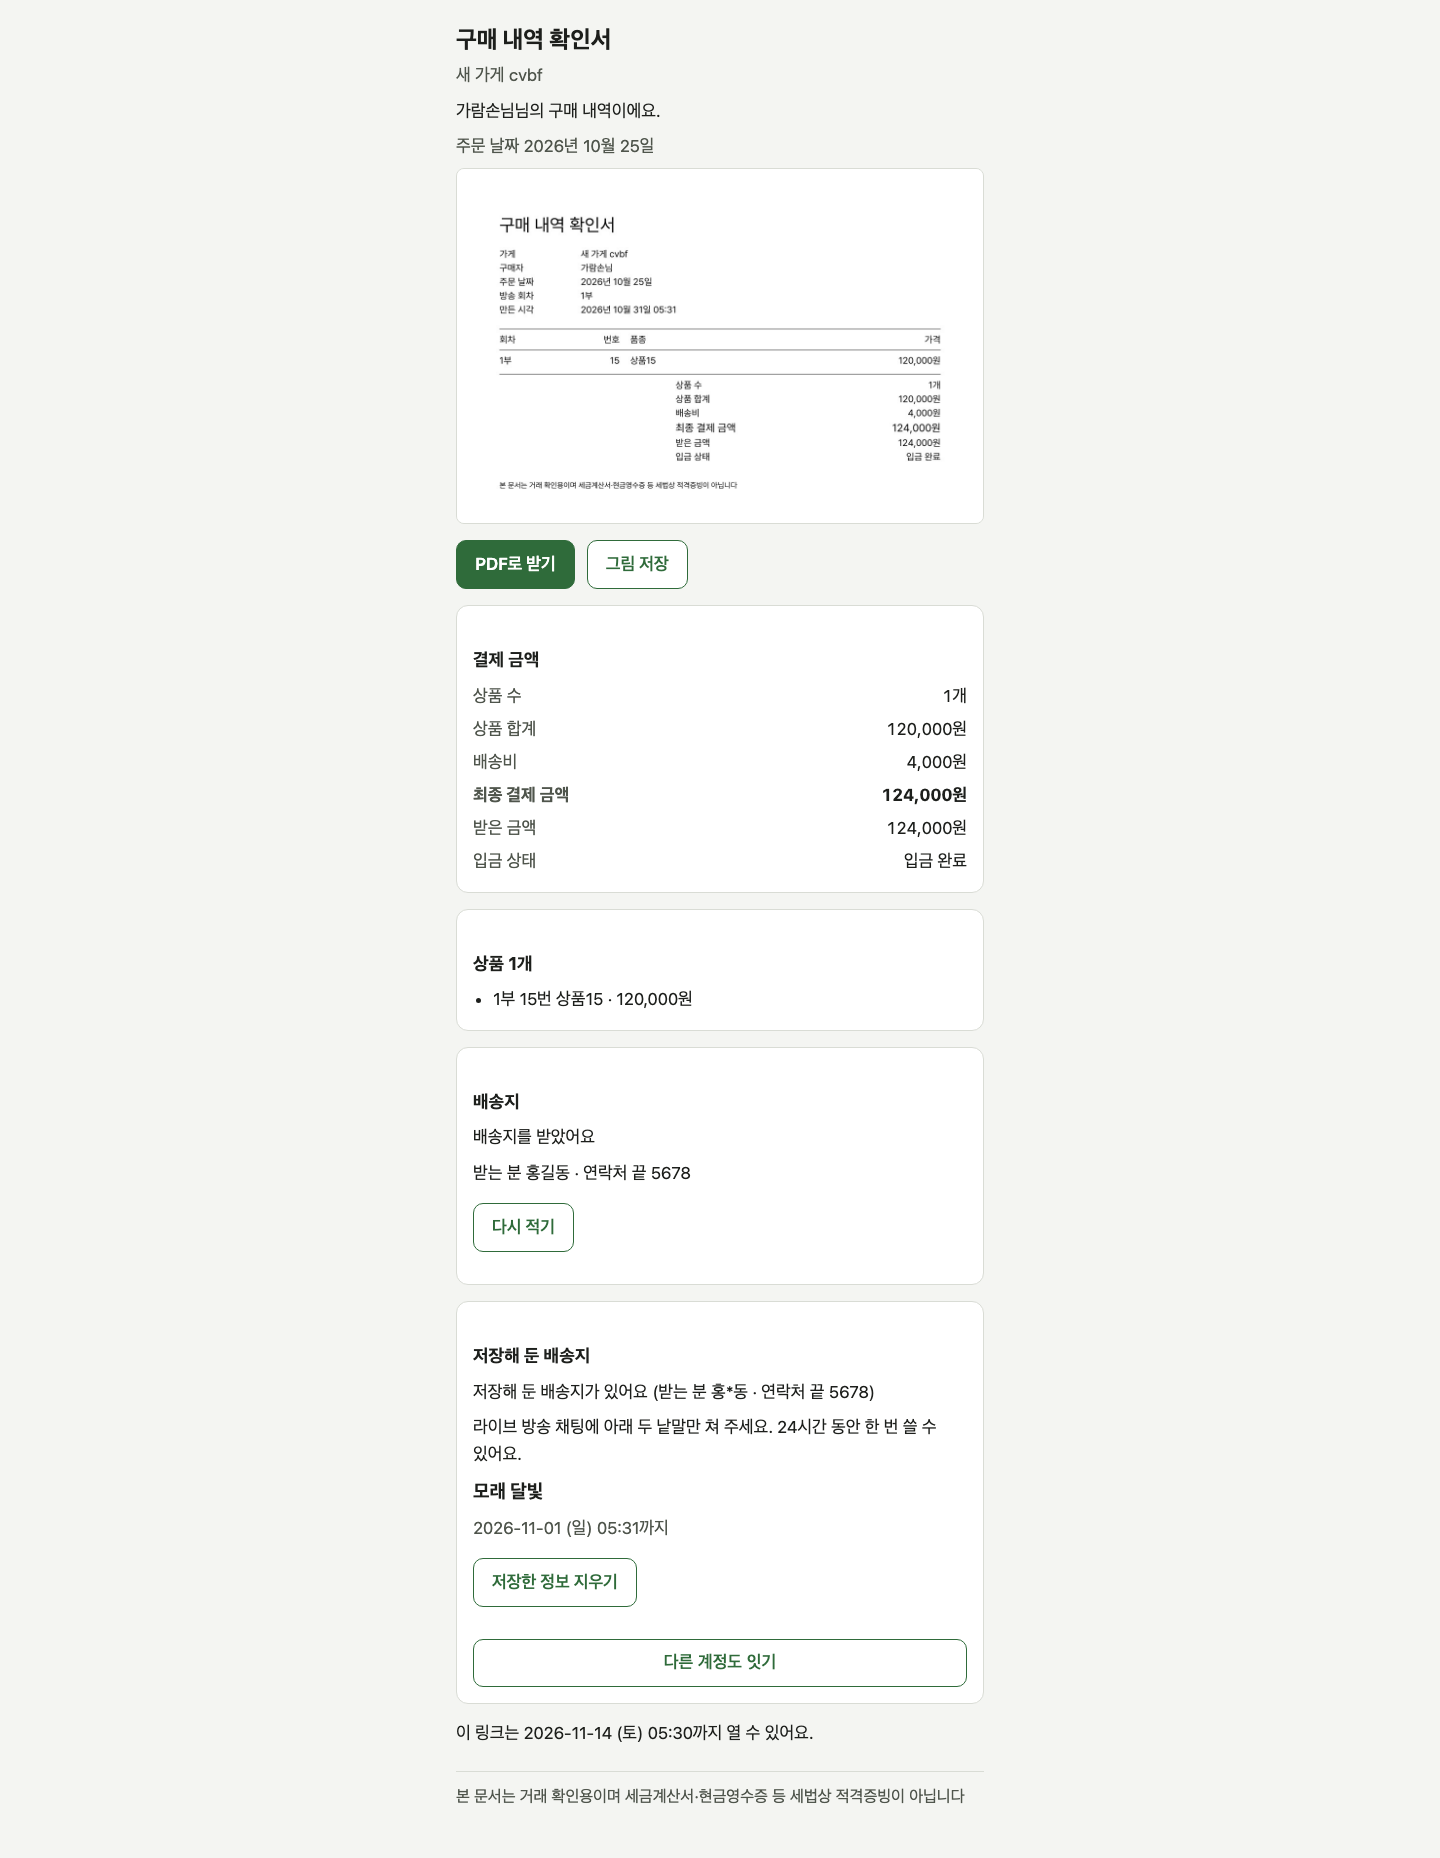 구매 내역 확인서
새 가게 cvbf
가람손님님의 구매 내역이에요.
주문 날짜 2026년 10월 25일
구매 내역 확인서
가게 새 가게 cvbf
구매자 가람손님
주문 날짜 2026년 10월 25일
방송 회차 1부
만든 시각 2026년 10월 31일 05:31
회차 번호 품종 가격
1부 15 상품15 120,000원
상품 수 1개
상품 합계 120,000원
배송비 4,000원
최종 결제 금액 124,000원
받은 금액 124,000원
입금 상태 입금 완료
본 문서는 거래 확인용이며 세금계산서·현금영수증 등 세법상 적격증빙이 아닙니다
PDF로 받기 그림 저장
결제 금액
상품 수 1개
상품 합계 120,000원
배송비 4,000원
최종 결제 금액 124,000원
받은 금액 124,000원
입금 상태 입금 완료
상품 1개
• 1부 15번 상품15 · 120,000원
배송지
배송지를 받았어요
받는 분 홍길동 · 연락처 끝 5678
다시 적기
저장해 둔 배송지
저장해 둔 배송지가 있어요 (받는 분 홍*동 · 연락처 끝 5678)
라이브 방송 채팅에 아래 두 낱말만 쳐 주세요. 24시간 동안 한 번 쓸 수
있어요.
모래 달빛
2026-11-01 (일) 05:31까지
저장한 정보 지우기
다른 계정도 잇기
이 링크는 2026-11-14 (토) 05:30까지 열 수 있어요.
본 문서는 거래 확인용이며 세금계산서·현금영수증 등 세법상 적격증빙이 아닙니다